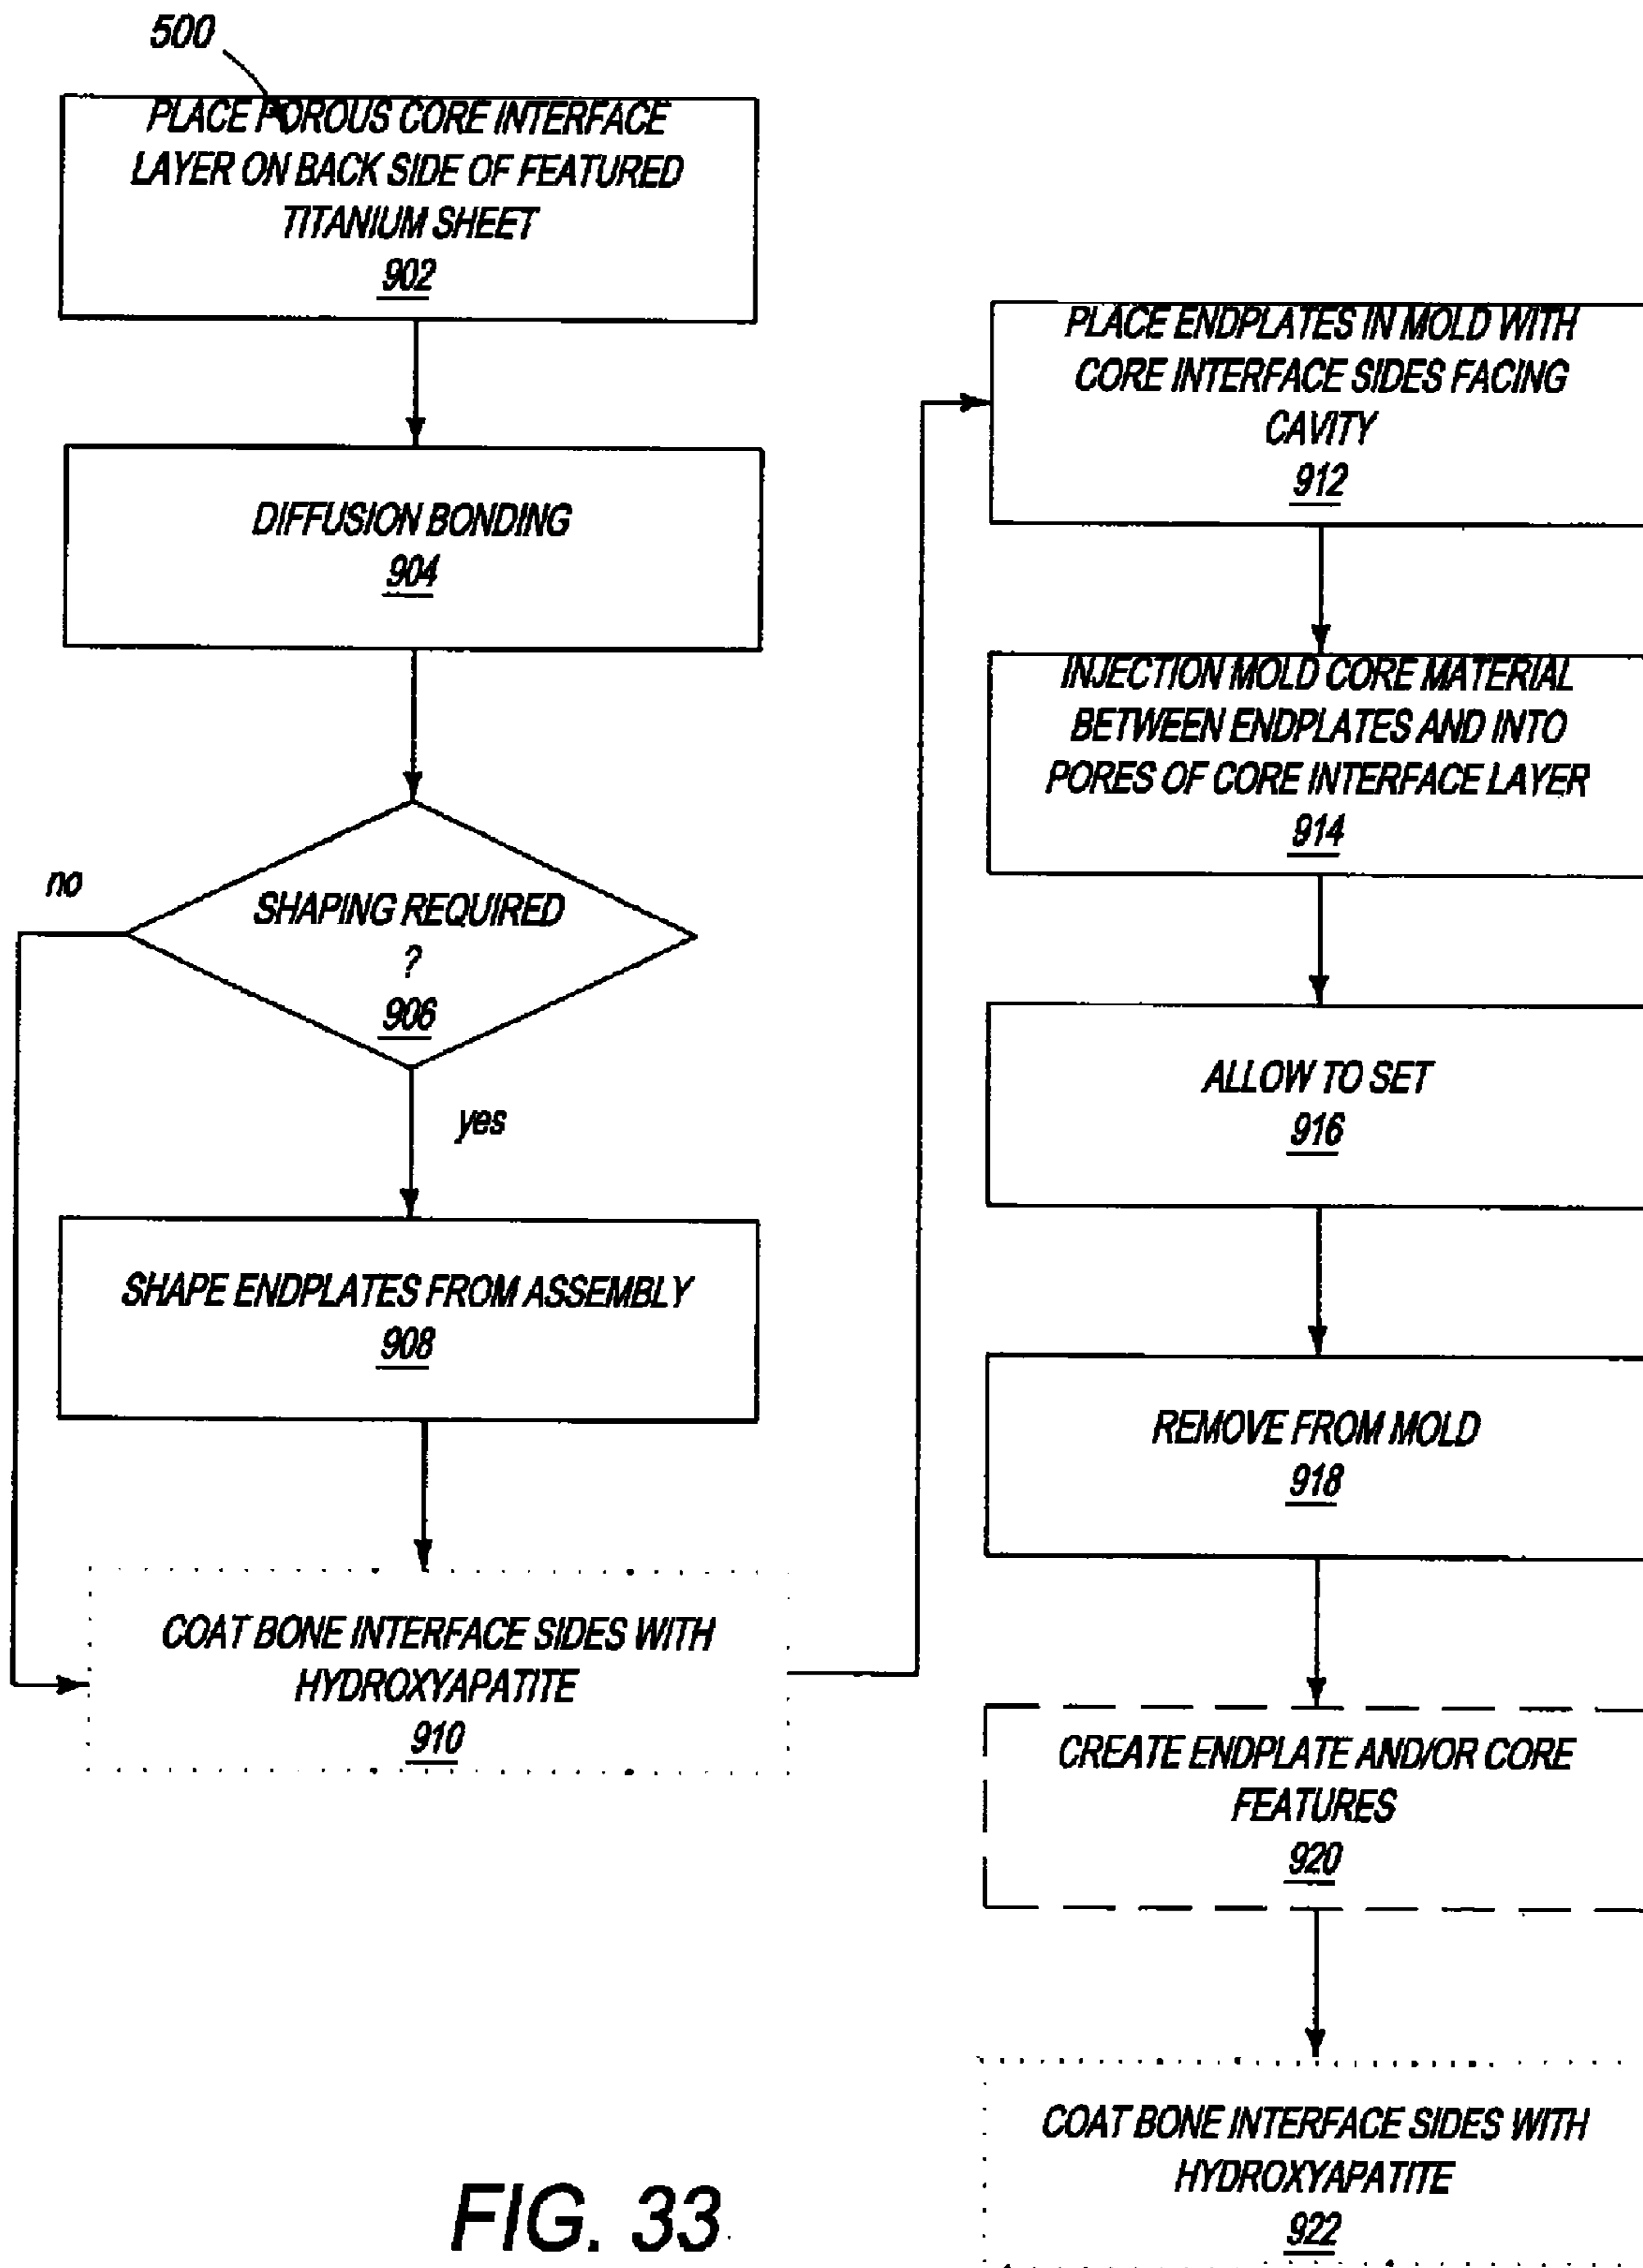 500
PLACE POROUS CORE INTERFACE
LAYER ON BACK SIDE OF FEATURED
TITANIUM SHEET
902
DIFFUSION BONDING
904
SHAPING REQUIRED
?
906
no
yes
SHAPE ENDPLATES FROM ASSEMBLY
908
COAT BONE INTERFACE SIDES WITH
HYDROXYAPATITE
910
PLACE ENDPLATES IN MOLD WITH
CORE INTERFACE SIDES FACING
CAVITY
912
INJECTION MOLD CORE MATERIAL
BETWEEN ENDPLATES AND INTO
PORES OF CORE INTERFACE LAYER
914
ALLOW TO SET
916
REMOVE FROM MOLD
918
CREATE ENDPLATE AND/OR CORE
FEATURES
920
COAT BONE INTERFACE SIDES WITH
HYDROXYAPATITE
922
FIG. 33